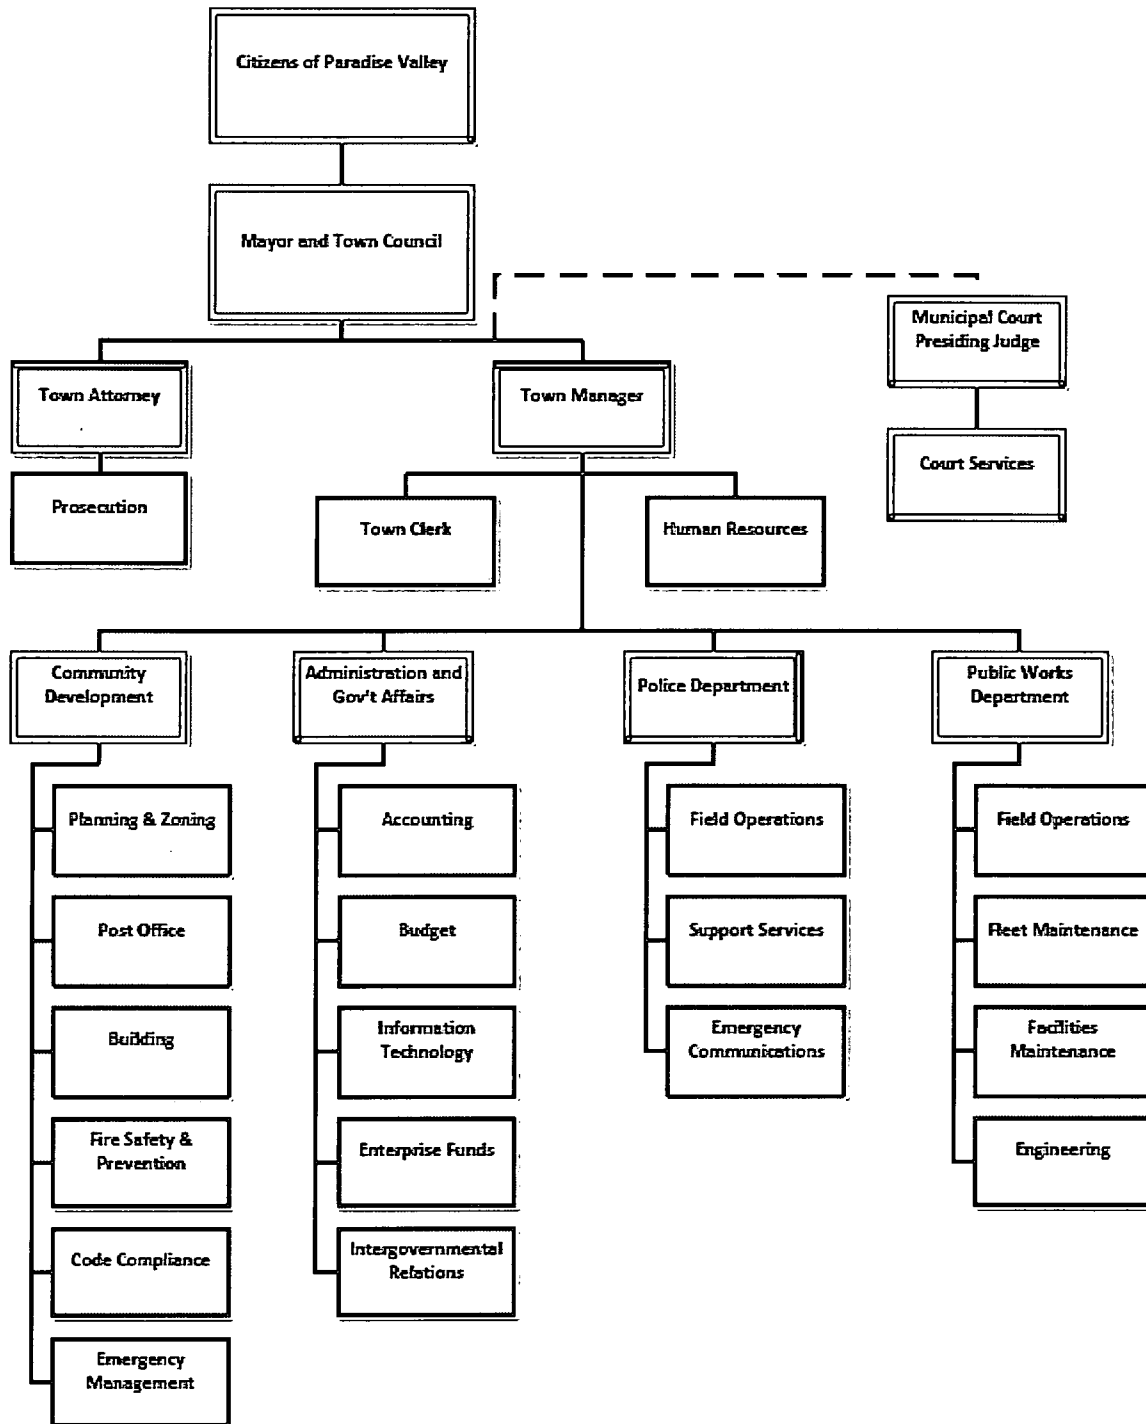 Citizens of Paradise Valley
Mayor and Town Council
Municipal Court
Presiding Judge
Town Attorney
Town Manager
Court Services
Prosecution
Town Clerk
Human Resources
Community
Development
Administration and
Gov't Affairs
Police Department
Public Works
Department
Planning & Zoning
Accounting
Field Operations
Field Operations
Post Office
Budget
Support Services
Fleet Maintenance
Building
Information
Technology
Emergency
Communications
Facilities
Maintenance
Fire Safety &
Prevention
Enterprise Funds
Engineering
Code Compliance
Intergovernmental
Relations
Emergency
Management